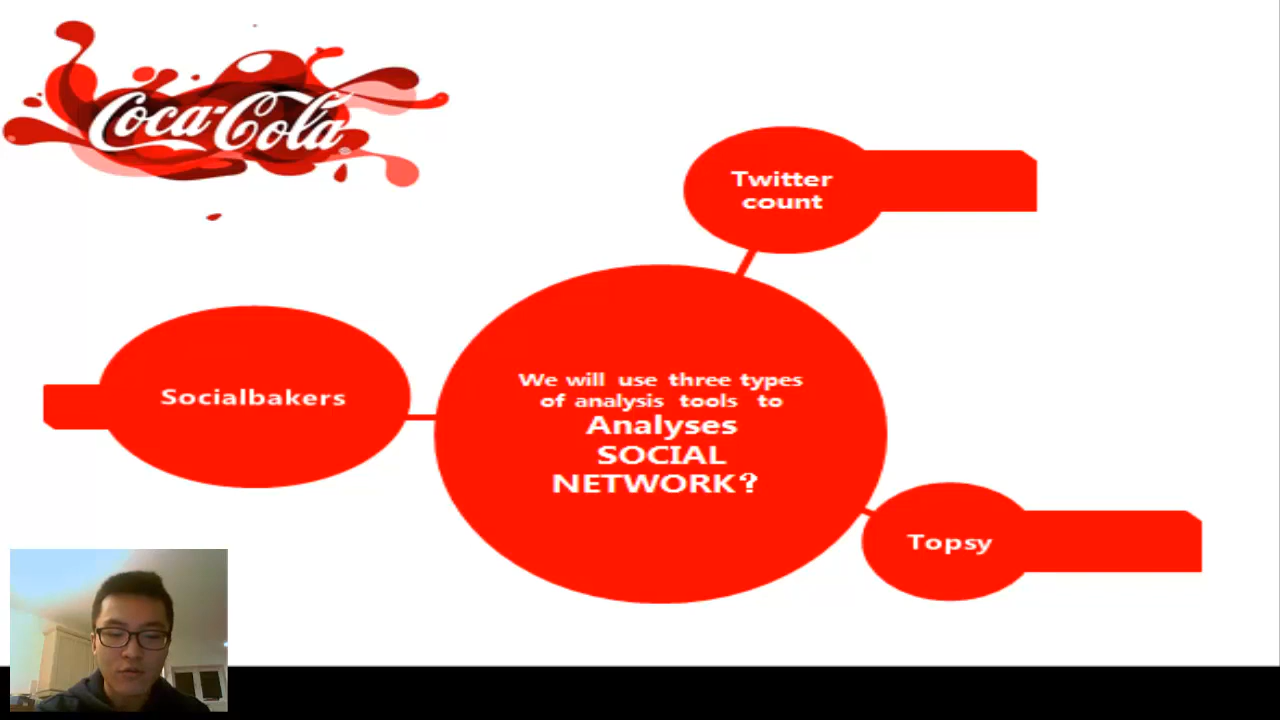 Coca-Cola
Twitter
count
Socialbakers
We will use three types
of analysis tools to
Analyses
SOCIAL
NETWORK?
Topsy